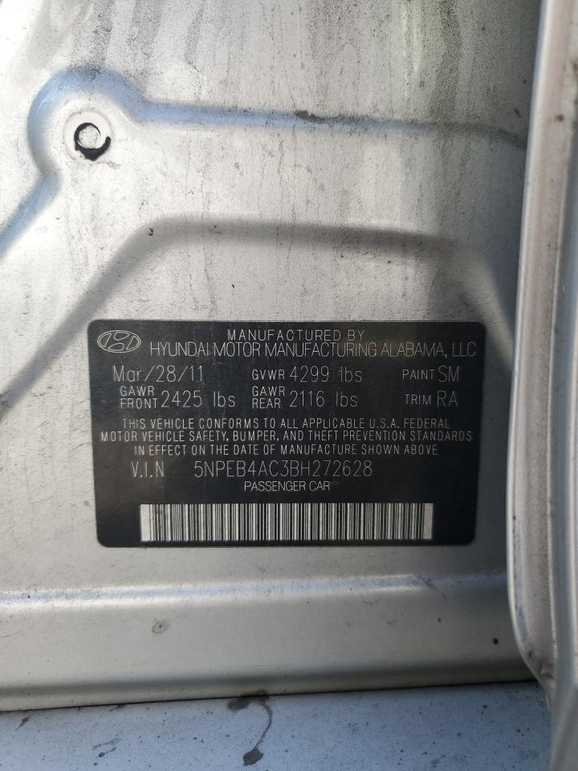 MANUFACTURED BY
HYUNDAI MOTOR MANUFACTURING ALABAMA, LLC
Mar/28/11 GVWR 4299 lbs PAINT SM
GAWR FRONT 2425 lbs GAWR REAR 2116 lbs TRIM RA
THIS VEHICLE CONFORMS TO ALL APPLICABLE U.S.A. FEDERAL
MOTOR VEHICLE SAFETY, BUMPER, AND THEFT PREVENTION STANDARDS
IN EFFECT ON THE DATE OF MANUFACTURE SHOWN ABOVE.
V.I.N 5NPEB4AC3BH272628
PASSENGER CAR